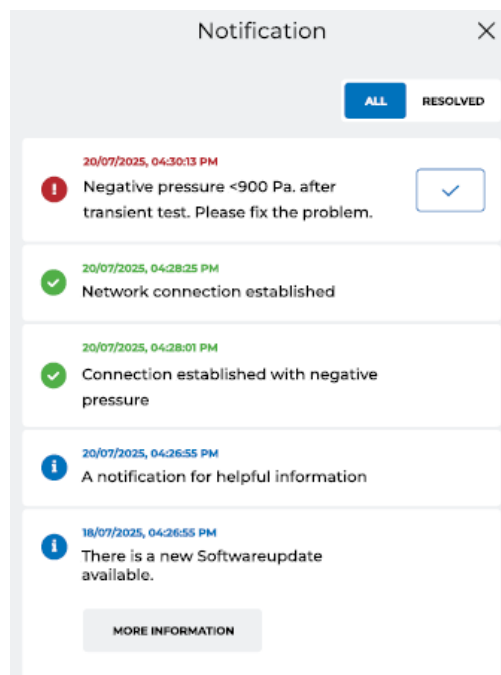 Notification
ALL RESOLVED
20/07/2025, 04:30:13 PM
Negative pressure <900 Pa. after
transient test. Please fix the problem.
20/07/2025, 04:28:25 PM
Network connection established
20/07/2025, 04:28:01 PM
Connection established with negative
pressure
20/07/2025, 04:26:55 PM
A notification for helpful information
18/07/2025, 04:26:55 PM
There is a new Softwareupdate
available.
MORE INFORMATION